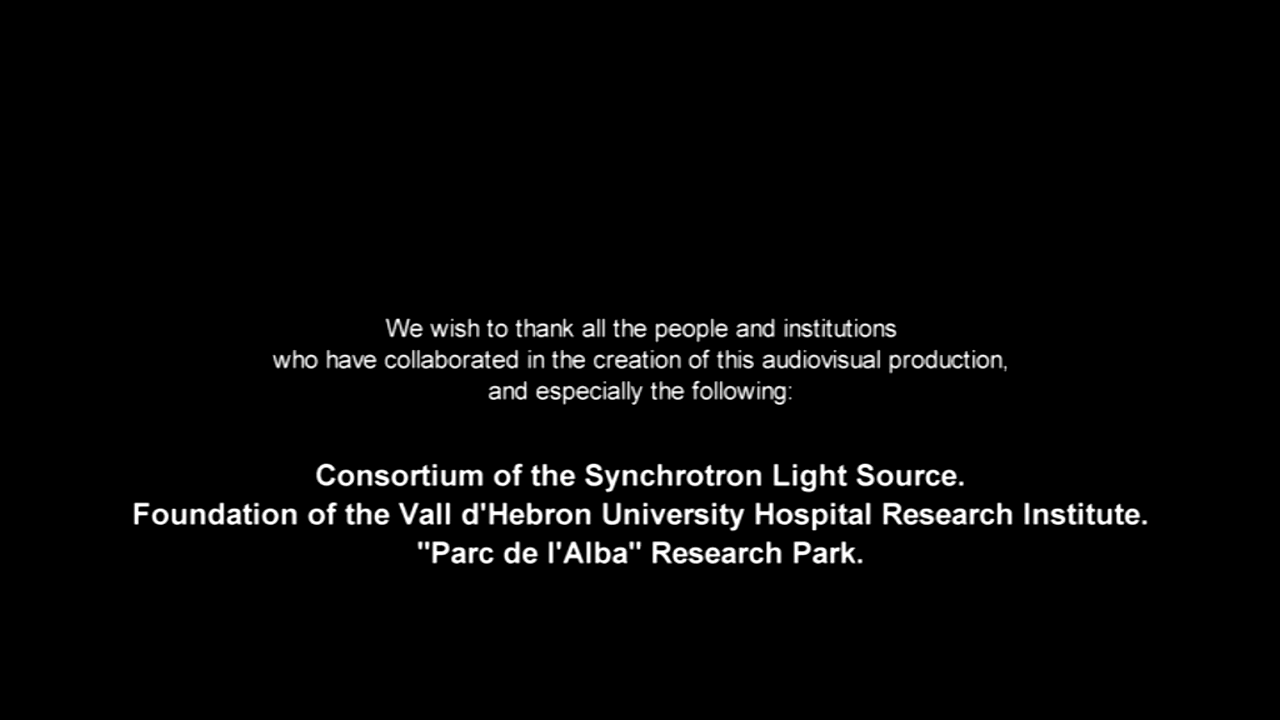 We wish to thank all the people and institutions
who have collaborated in the creation of this audiovisual production,
and especially the following:
Consortium of the Synchrotron Light Source.
Foundation of the Vall d'Hebron University Hospital Research Institute.
"Parc de l'Alba" Research Park.